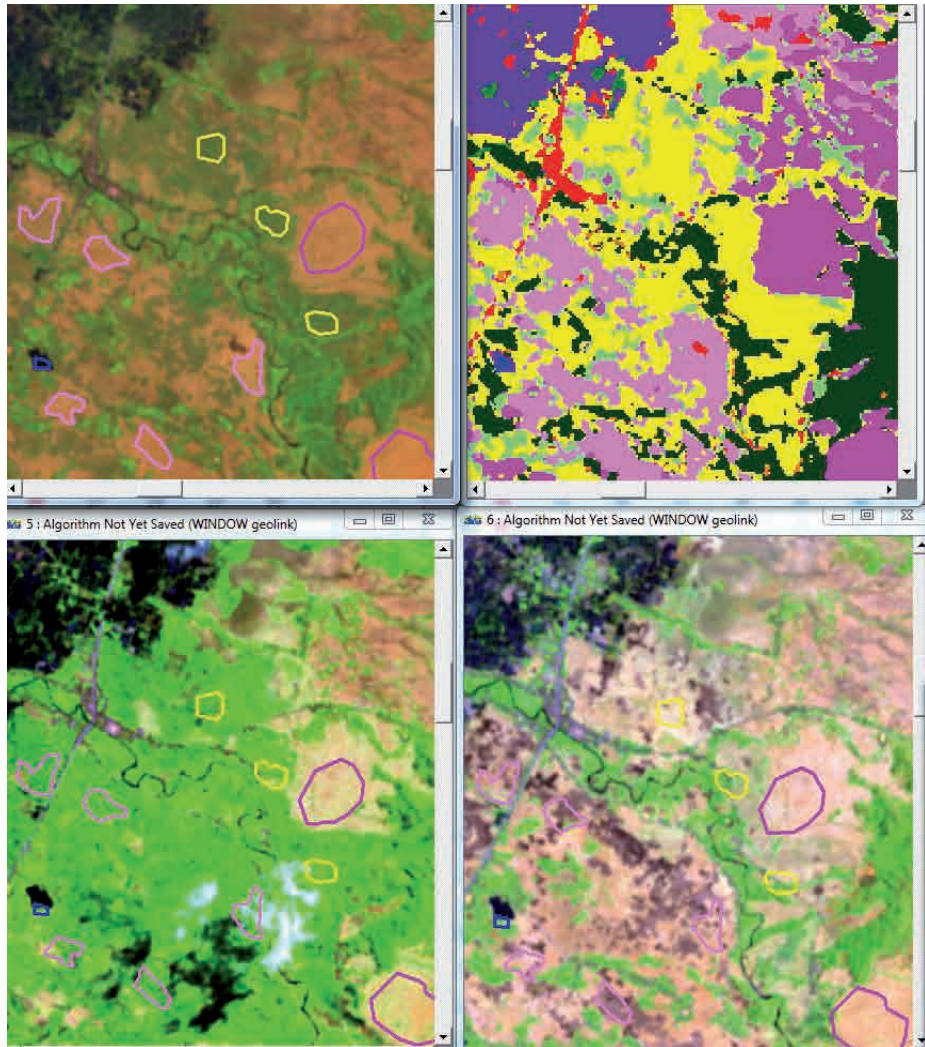 5 : Algorithm Not Yet Saved (WINDOW geolink)
6 : Algorithm Not Yet Saved (WINDOW geolink)